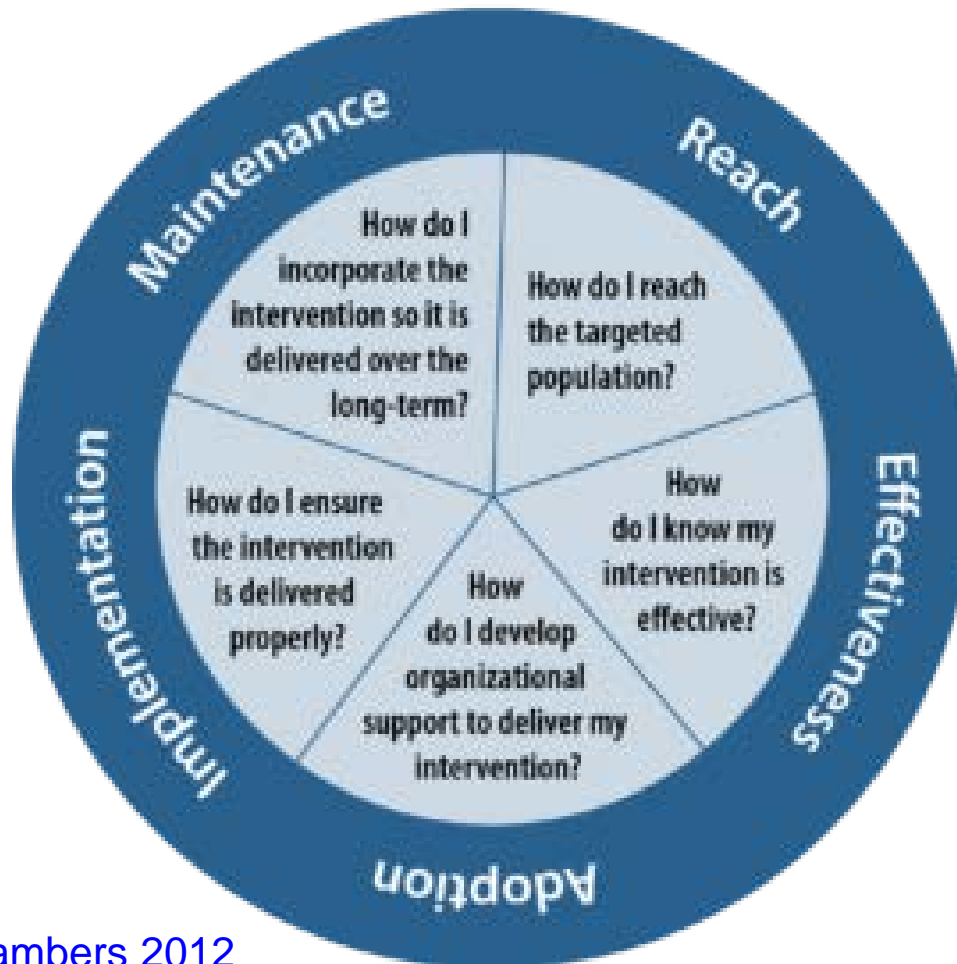 Reach
How do I reach
the targeted
population?
Effectiveness
How
do I know my
intervention is
effective?
Adoption
How
do I develop
organizational
support to deliver my
intervention?
Implementation
How do I ensure
the intervention
is delivered
properly?
Maintenance
How do I
incorporate the
intervention so it is
delivered over the
long-term?
ambers 2012